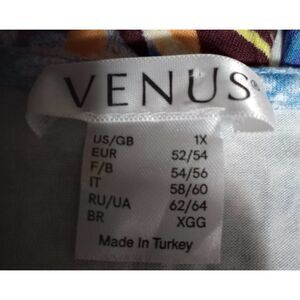 VENUS®
US/GB 1X
EUR 52/54
F/B 54/56
IT 58/60
RU/UA 62/64
BR XGG
Made In Turkey